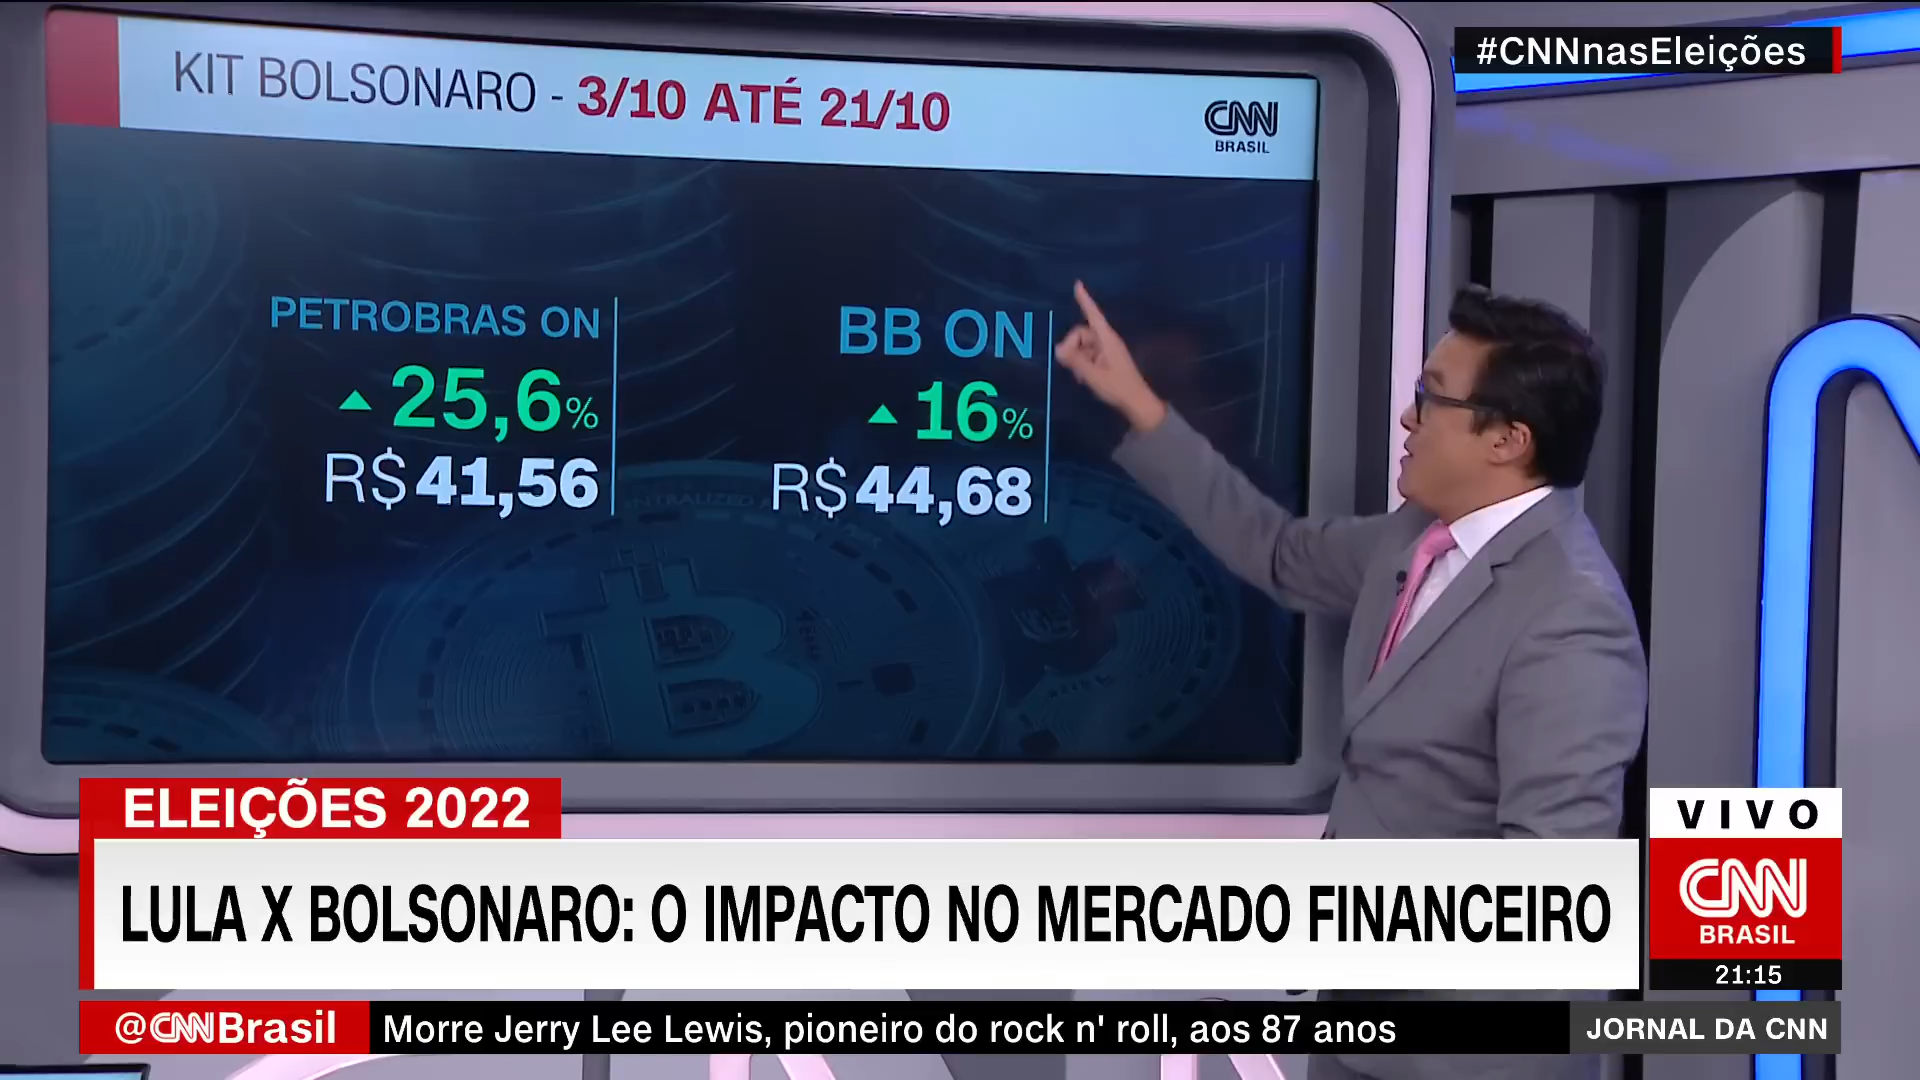 #CNNnasEleições
KIT BOLSONARO - 3/10 ATÉ 21/10
CNN
BRASIL
PETROBRAS ON
25,6%
R$ 41,56
BB ON
16%
R$ 44,68
ELEIÇÕES 2022
LULA X BOLSONARO: O IMPACTO NO MERCADO FINANCEIRO
VIVO
CNN
BRASIL
21:15
@CNNBrasil
Morre Jerry Lee Lewis, pioneiro do rock n' roll, aos 87 anos
JORNAL DA CNN